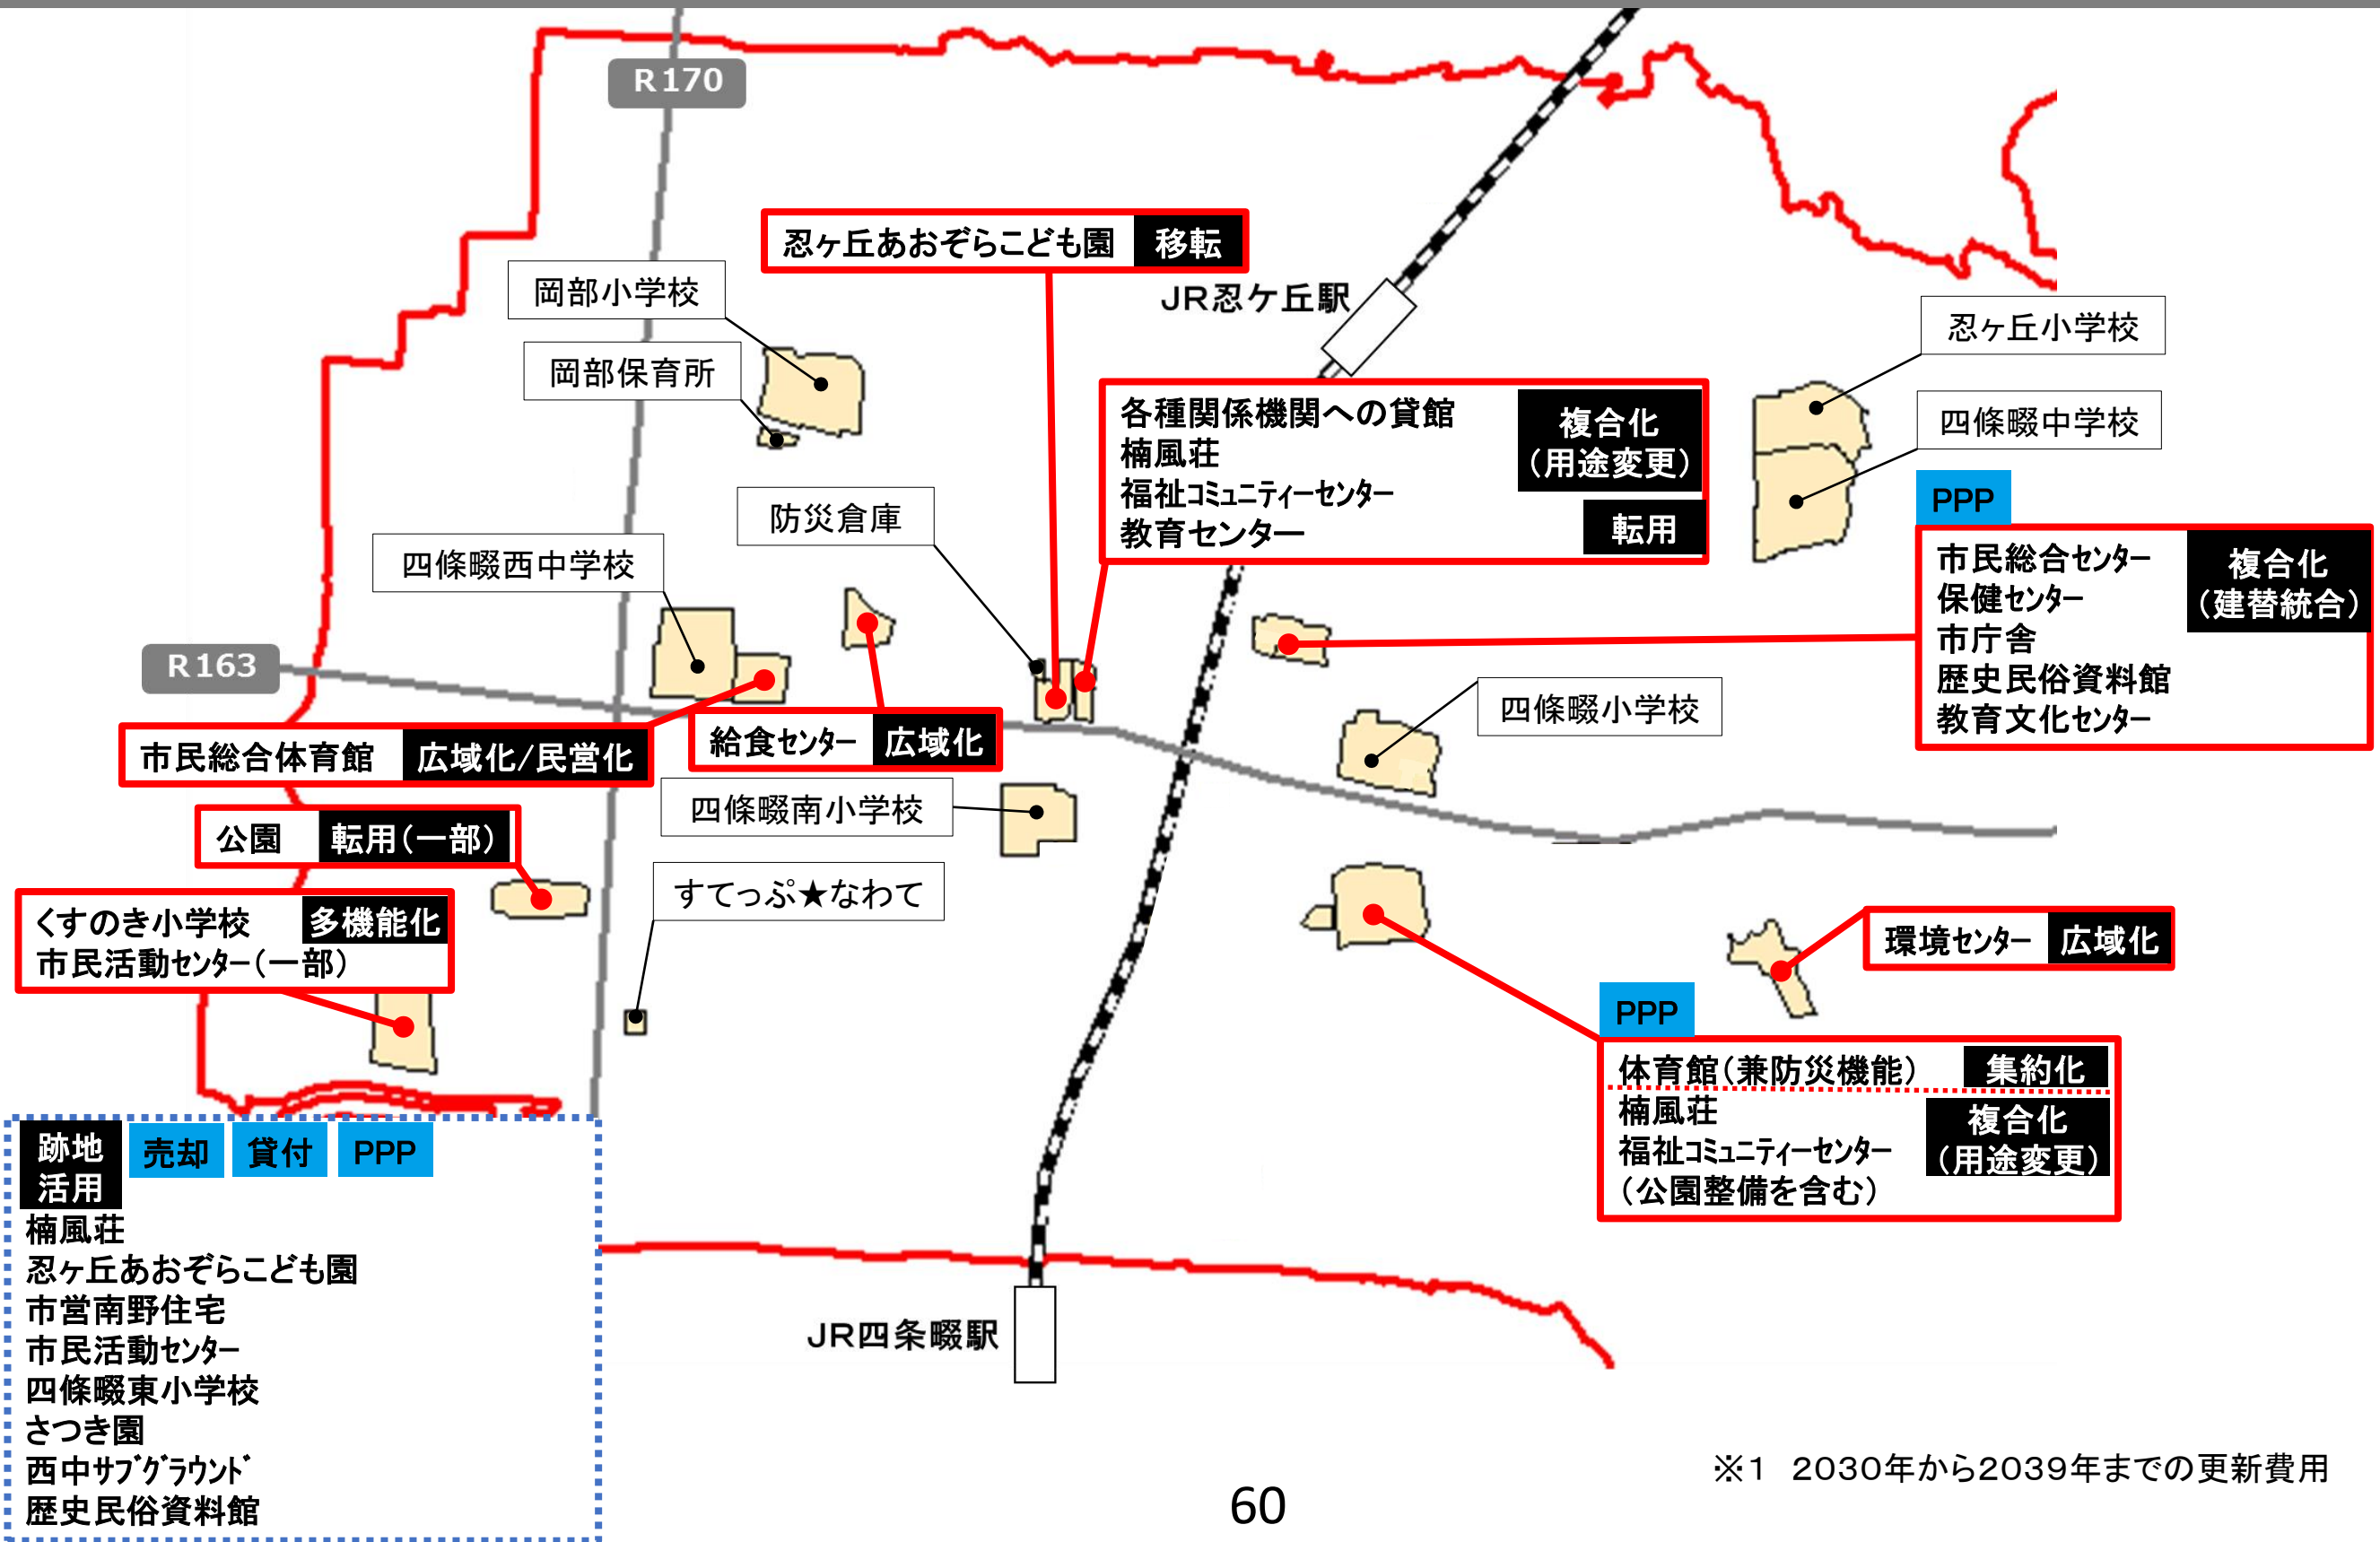 R170
忍ヶ丘あおぞらこども園 移転
岡部小学校
JR忍ケ丘駅
忍ヶ丘小学校
岡部保育所
各種関係機関への貸館
楠風荘
福祉コミュニティーセンター
教育センター
複合化
(用途変更)
転用
四條畷中学校
PPP
市民総合センター
保健センター
市庁舎
歴史民俗資料館
教育文化センター
複合化
(建替統合)
防災倉庫
四條畷西中学校
R163
四條畷小学校
市民総合体育館 広域化/民営化
給食センター 広域化
四條畷南小学校
公園 転用(一部)
すてっぷ★なわて
くすのき小学校 多機能化
市民活動センター(一部)
環境センター 広域化
PPP
体育館(兼防災機能) 集約化
楠風荘
福祉コミュニティーセンター
(公園整備を含む)
複合化
(用途変更)
跡地
活用
売却 貸付 PPP
楠風荘
忍ヶ丘あおぞらこども園
市営南野住宅
市民活動センター
四條畷東小学校
さつき園
西中サブグラウンド
歴史民俗資料館
JR四条畷駅
※1 2030年から2039年までの更新費用
60